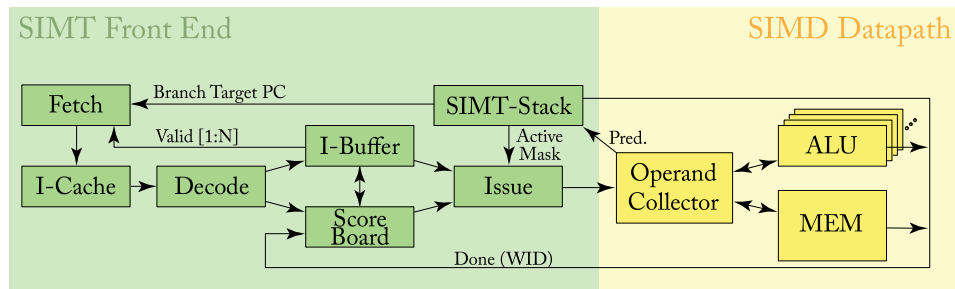 SIMT Front End
SIMD Datapath
Fetch
Branch Target PC
SIMT-Stack
Valid [1:N]
I-Buffer
Active
Mask
Pred.
ALU
I-Cache
Decode
Issue
Operand
Collector
Score
Board
MEM
Done (WID)